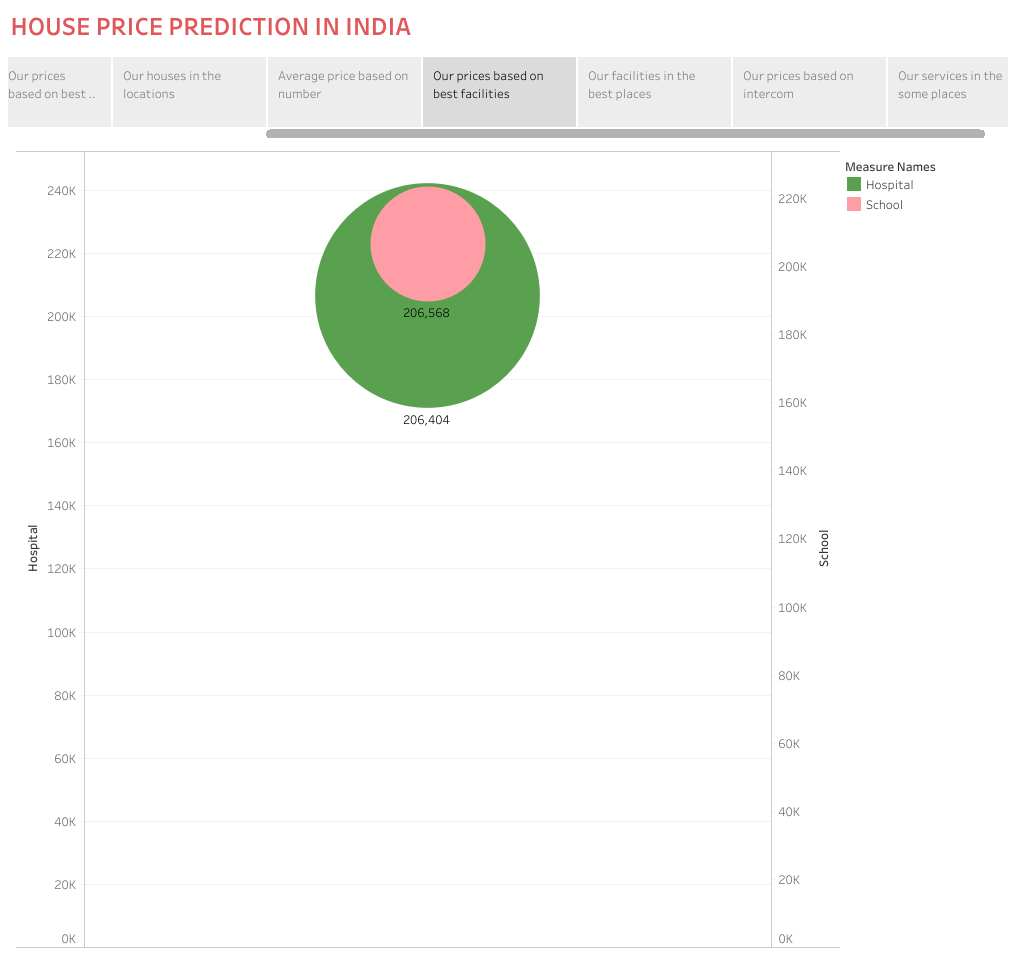 HOUSE PRICE PREDICTION IN INDIA
Our prices
based on best ..
Our houses in the
locations
Average price based on
number
Our prices based on
best facilities
Our facilities in the
best places
Our prices based on
intercom
Our services in the
some places
Measure Names
Hospital
School
240K
220K
200K
180K
160K
140K
120K
100K
80K
60K
40K
20K
0K
Hospital
206,568
206,404
220K
200K
180K
160K
140K
120K
100K
80K
60K
40K
20K
0K
School